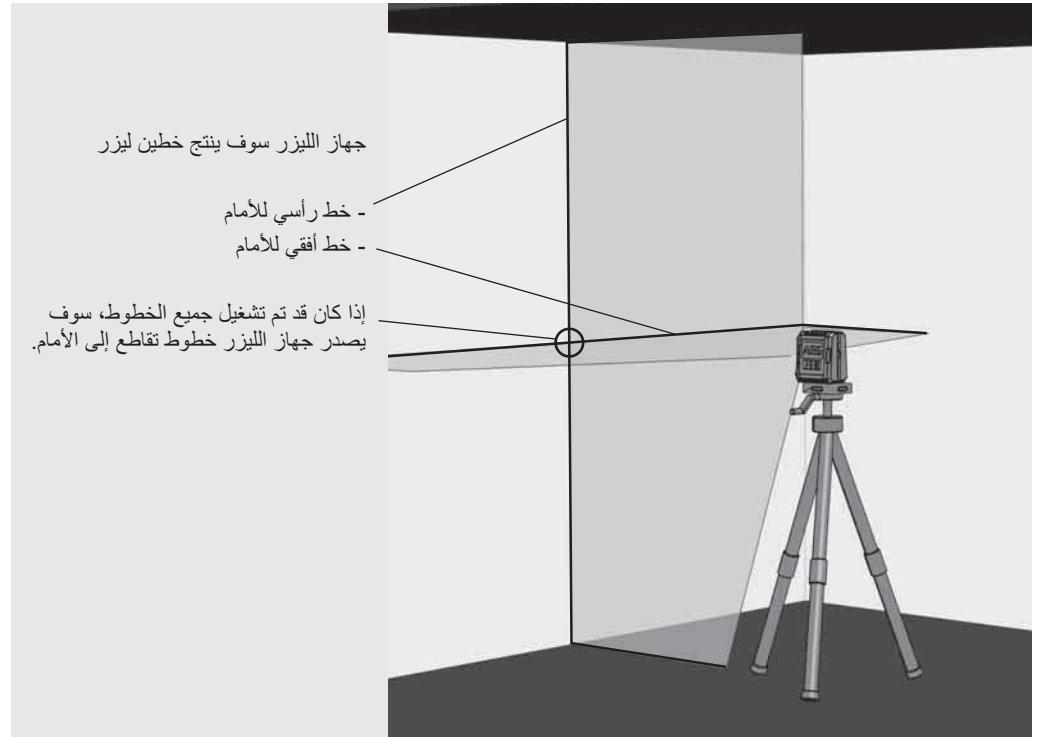 جهاز الليزر سوف ينتج خطين ليزر
- خط رأسي للأمام
- خط أفقي للأمام
إذا كان قد تم تشغيل جميع الخطوط، سوف
يصدر جهاز الليزر خطوط تقاطع إلى الأمام.